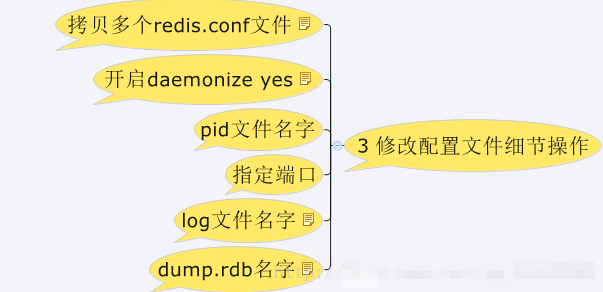 拷贝多个redis.conf文件
开启daemonize yes
pid文件名字
指定端口
log文件名字
dump.rdb名字
3 修改配置文件细节操作